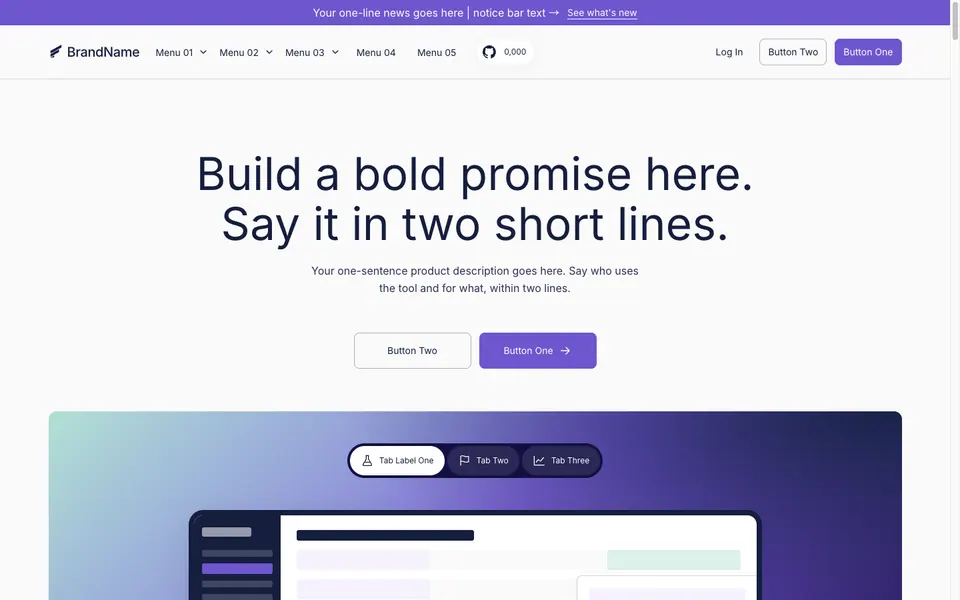 Your one-line news goes here | notice bar text → See what's new
BrandName Menu 01 Menu 02 Menu 03 Menu 04 Menu 05 0,000 Log In Button Two Button One
Build a bold promise here.
Say it in two short lines.
Your one-sentence product description goes here. Say who uses
the tool and for what, within two lines.
Button Two Button One →
Tab Label One Tab Two Tab Three